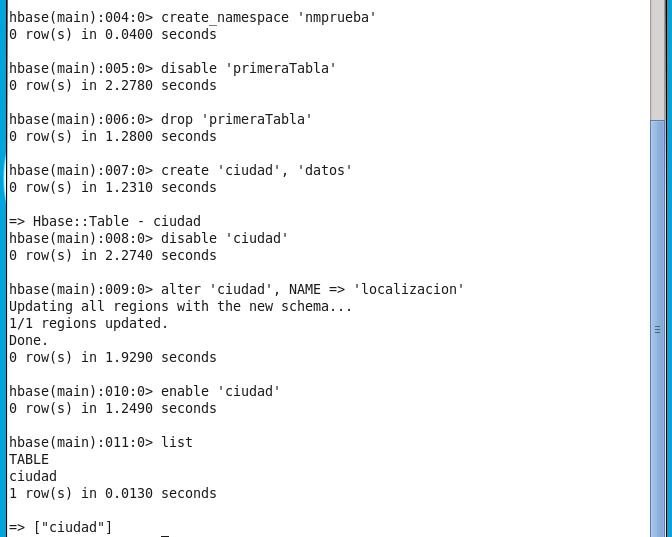 hbase(main):004:0> create_namespace 'nmprueba'
0 row(s) in 0.0400 seconds
hbase(main):005:0> disable 'primeraTabla'
0 row(s) in 2.2780 seconds
hbase(main):006:0> drop 'primeraTabla'
0 row(s) in 1.2800 seconds
hbase(main):007:0> create 'ciudad', 'datos'
0 row(s) in 1.2310 seconds
=> Hbase::Table - ciudad
hbase(main):008:0> disable 'ciudad'
0 row(s) in 2.2740 seconds
hbase(main):009:0> alter 'ciudad', NAME => 'localizacion'
Updating all regions with the new schema...
1/1 regions updated.
Done.
0 row(s) in 1.9290 seconds
hbase(main):010:0> enable 'ciudad'
0 row(s) in 1.2490 seconds
hbase(main):011:0> list
TABLE
ciudad
1 row(s) in 0.0130 seconds
=> ["ciudad"]